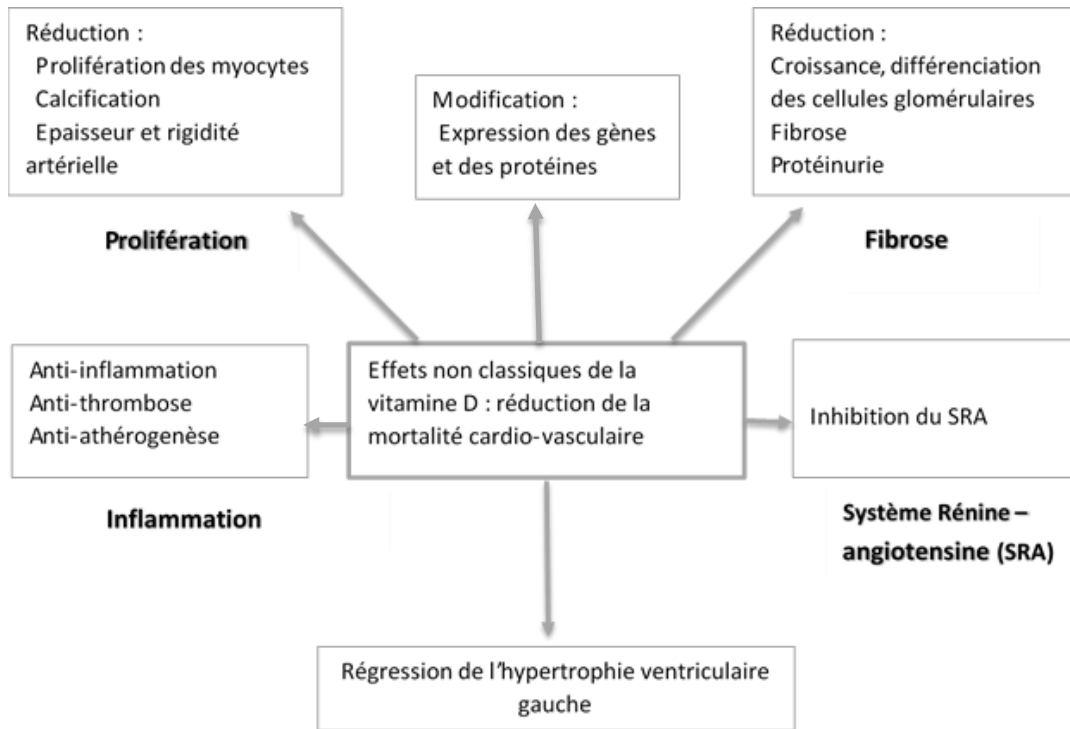 Réduction :
Prolifération des myocytes
Calcification
Epaisseur et rigidité
artérielle
Prolifération
Modification :
Expression des gènes
et des protéines
Réduction :
Croissance, différenciation
des cellules glomérulaires
Fibrose
Protéinurie
Fibrose
Anti-inflammation
Anti-thrombose
Anti-athérogenèse
Inflammation
Effets non classiques de la
vitamine D : réduction de la
mortalité cardio-vasculaire
Inhibition du SRA
Système Rénine –
angiotensine (SRA)
Régression de l'hypertrophie ventriculaire
gauche